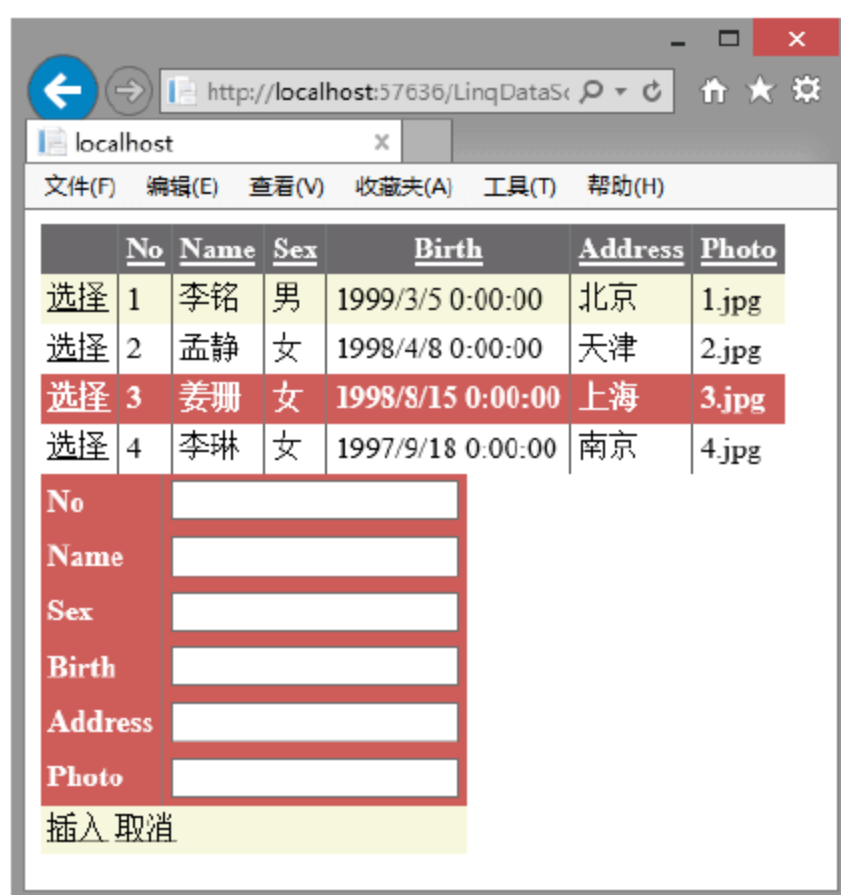 http://localhost:57636/LinqDataSo
localhost
文件(F) 编辑(E) 查看(V) 收藏夹(A) 工具(T) 帮助(H)
No Name Sex Birth Address Photo
选择 1 李铭 男 1999/3/5 0:00:00 北京 1.jpg
选择 2 孟静 女 1998/4/8 0:00:00 天津 2.jpg
选择 3 姜珊 女 1998/8/15 0:00:00 上海 3.jpg
选择 4 李琳 女 1997/9/18 0:00:00 南京 4.jpg
No
Name
Sex
Birth
Address
Photo
插入 取消